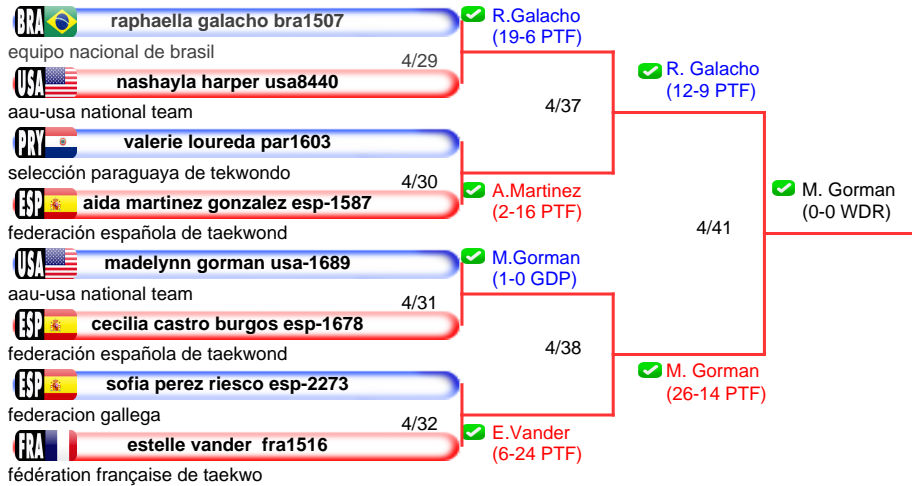 BRA raphaella galacho bra1507
equipo nacional de brasil
4/29
USA nashayla harper usa8440
aau-usa national team
PRY valerie loureda par1603
selección paraguaya de tekwondo
4/30
ESP aida martinez gonzalez esp-1587
federación española de taekwond
USA madelynn gorman usa-1689
aau-usa national team
4/31
ESP cecilia castro burgos esp-1678
federación española de taekwond
ESP sofia perez riesco esp-2273
federacion gallega
4/32
FRA estelle vander fra1516
fédération française de taekwo
R.Galacho
(19-6 PTF)
4/37
A.Martinez
(2-16 PTF)
M.Gorman
(1-0 GDP)
4/38
E.Vander
(6-24 PTF)
R. Galacho
(12-9 PTF)
4/41
M. Gorman
(26-14 PTF)
M. Gorman
(0-0 WDR)